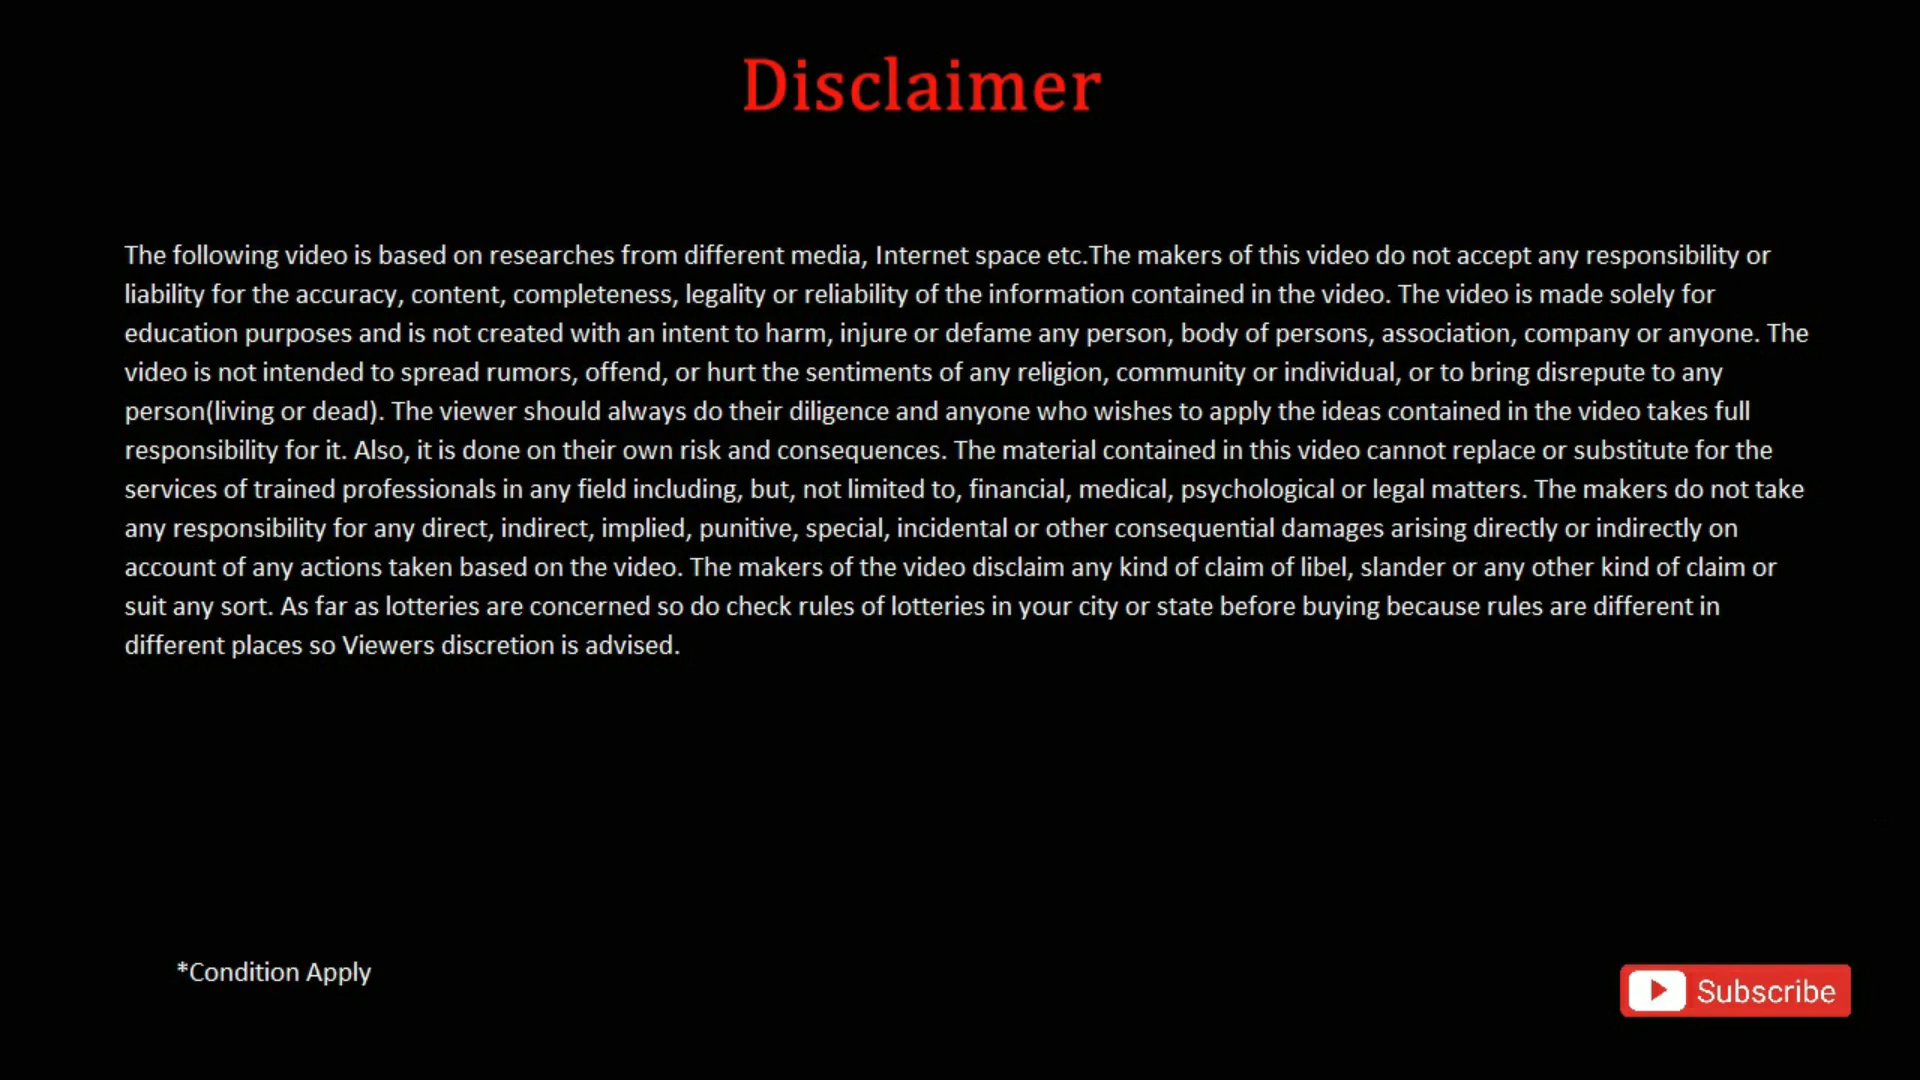 Disclaimer
The following video is based on researches from different media, Internet space etc.The makers of this video do not accept any responsibility or
liability for the accuracy, content, completeness, legality or reliability of the information contained in the video. The video is made solely for
education purposes and is not created with an intent to harm, injure or defame any person, body of persons, association, company or anyone. The
video is not intended to spread rumors, offend, or hurt the sentiments of any religion, community or individual, or to bring disrepute to any
person(living or dead). The viewer should always do their diligence and anyone who wishes to apply the ideas contained in the video takes full
responsibility for it. Also, it is done on their own risk and consequences. The material contained in this video cannot replace or substitute for the
services of trained professionals in any field including, but, not limited to, financial, medical, psychological or legal matters. The makers do not take
any responsibility for any direct, indirect, implied, punitive, special, incidental or other consequential damages arising directly or indirectly on
account of any actions taken based on the video. The makers of the video disclaim any kind of claim of libel, slander or any other kind of claim or
suit any sort. As far as lotteries are concerned so do check rules of lotteries in your city or state before buying because rules are different in
different places so Viewers discretion is advised.
*Condition Apply
Subscribe